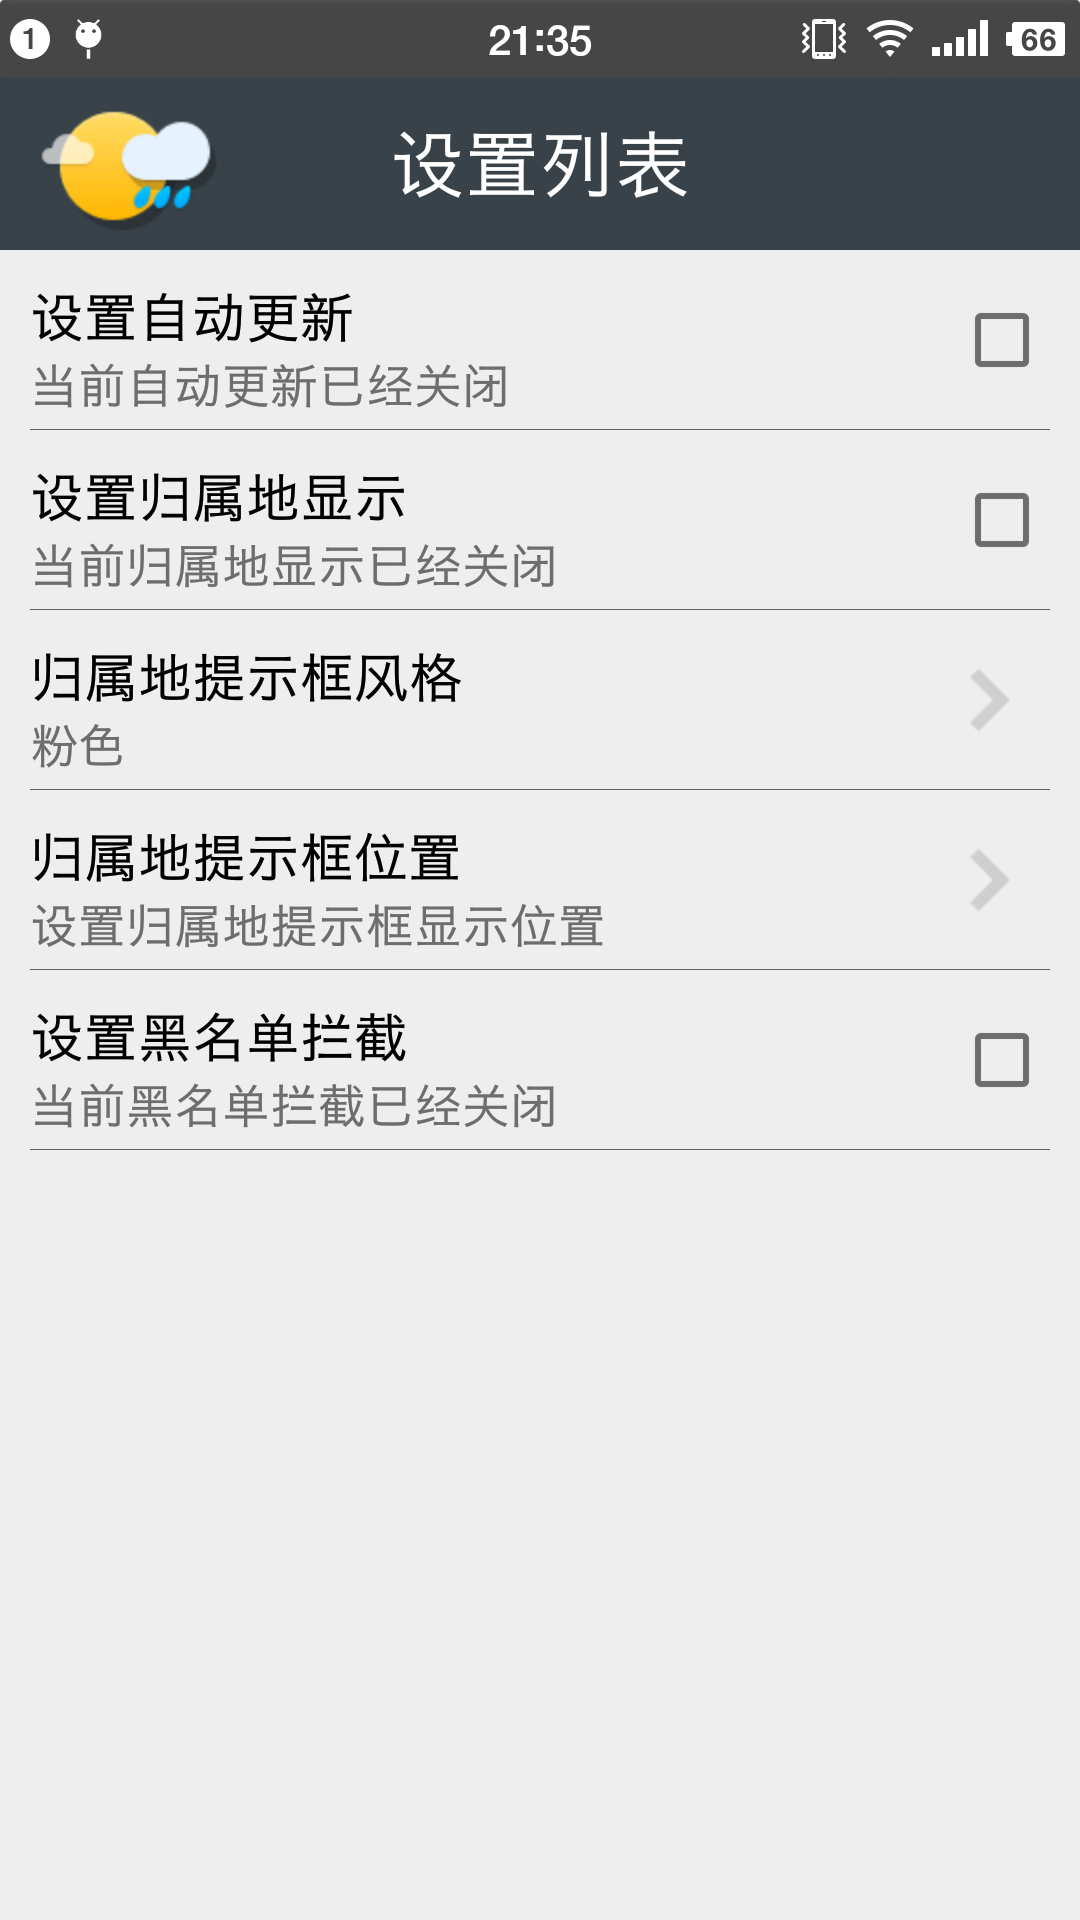 1 21:35 66
设置列表
设置自动更新
当前自动更新已经关闭
设置归属地显示
当前归属地显示已经关闭
归属地提示框风格
粉色
归属地提示框位置
设置归属地提示框显示位置
设置黑名单拦截
当前黑名单拦截已经关闭